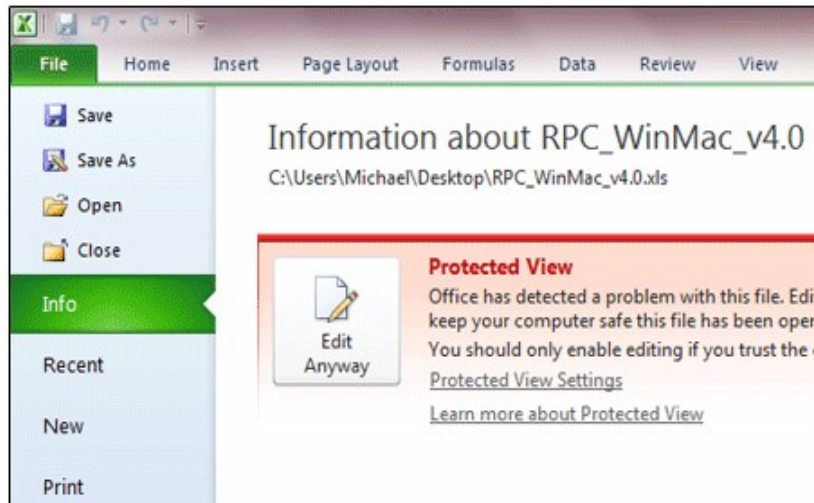 File Home Insert Page Layout Formulas Data Review View
Save
Save As
Open
Close
Info
Recent
New
Print
Information about RPC_WinMac_v4.0
C:\Users\Michael\Desktop\RPC_WinMac_v4.0.xls
Edit
Anyway
Protected View
Office has detected a problem with this file. Edi
keep your computer safe this file has been oper
You should only enable editing if you trust the
Protected View Settings
Learn more about Protected View